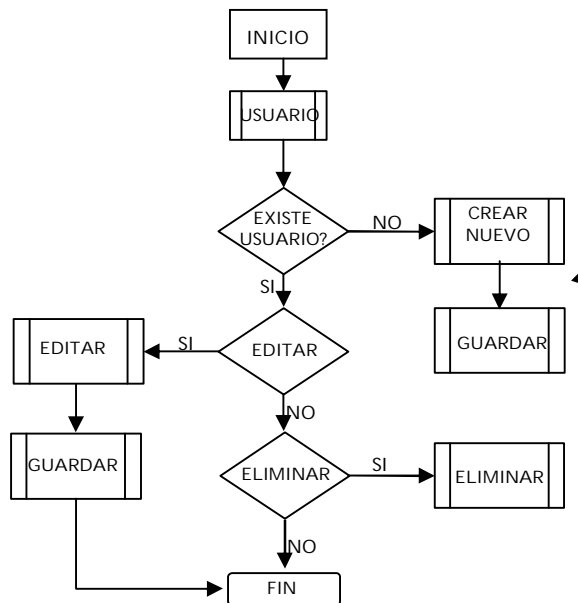 INICIO
USUARIO
EXISTE
USUARIO?
NO
CREAR
NUEVO
SI
GUARDAR
EDITAR
SI
EDITAR
NO
GUARDAR
ELIMINAR
SI
ELIMINAR
NO
FIN